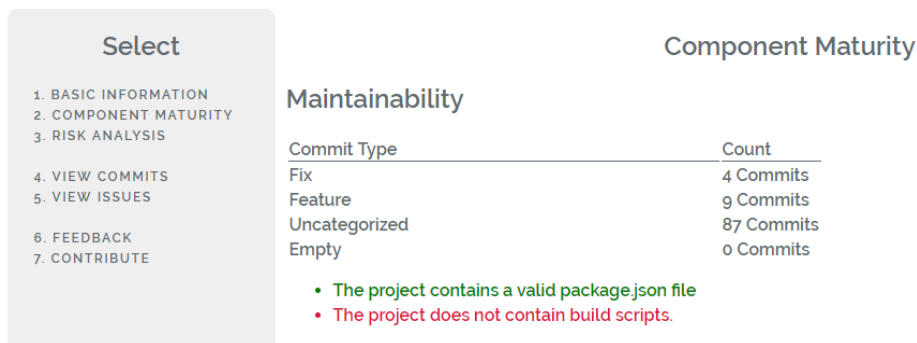 Select
1. BASIC INFORMATION
2. COMPONENT MATURITY
3. RISK ANALYSIS
4. VIEW COMMITS
5. VIEW ISSUES
6. FEEDBACK
7. CONTRIBUTE
Component Maturity
Maintainability
Commit Type Count
Fix 4 Commits
Feature 9 Commits
Uncategorized 87 Commits
Empty 0 Commits
• The project contains a valid package.json file
• The project does not contain build scripts.